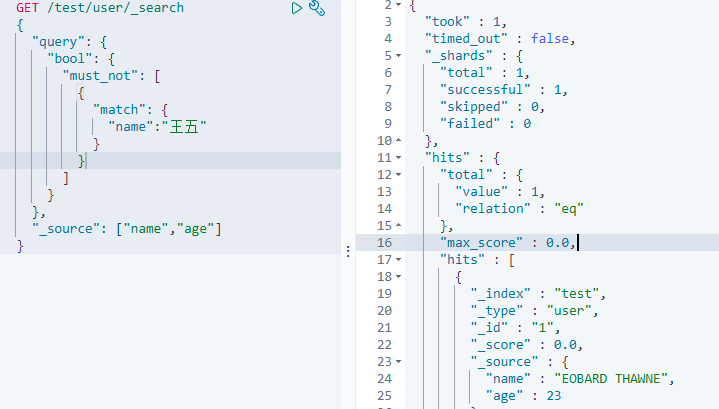 GET /test/user/_search
{
  "query": {
    "bool": {
      "must_not": [
        {
          "match": {
            "name":"王五"
          }
        }
      ]
    }
  },
  "_source": ["name","age"]
}
2 {
3 "took" : 1,
4 "timed_out" : false,
5 "_shards" : {
6 "total" : 1,
7 "successful" : 1,
8 "skipped" : 0,
9 "failed" : 0
10 },
11 "hits" : {
12 "total" : {
13 "value" : 1,
14 "relation" : "eq"
15 },
16 "max_score" : 0.0,
17 "hits" : [
18 {
19 "_index" : "test",
20 "_type" : "user",
21 "_id" : "1",
22 "_score" : 0.0,
23 "_source" : {
24 "name" : "EOBARD THAWNE",
25 "age" : 23